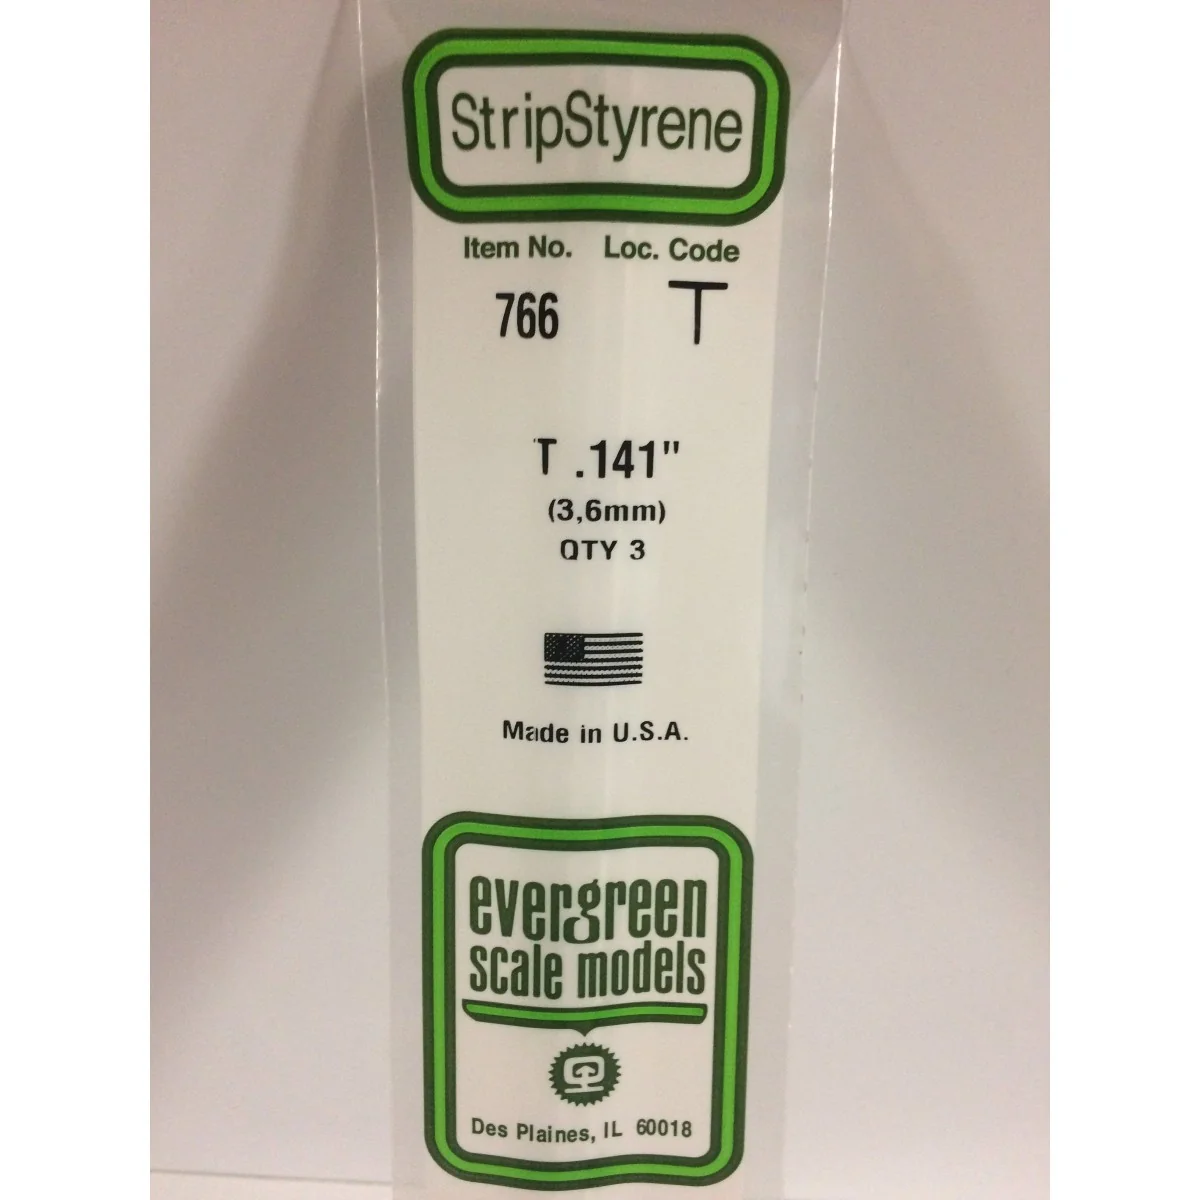 StripStyrene
Item No. Loc. Code
766 T
T .141"
(3,6mm)
QTY 3
Made in U.S.A.
evergreen
scale models
Des Plaines, IL 60018